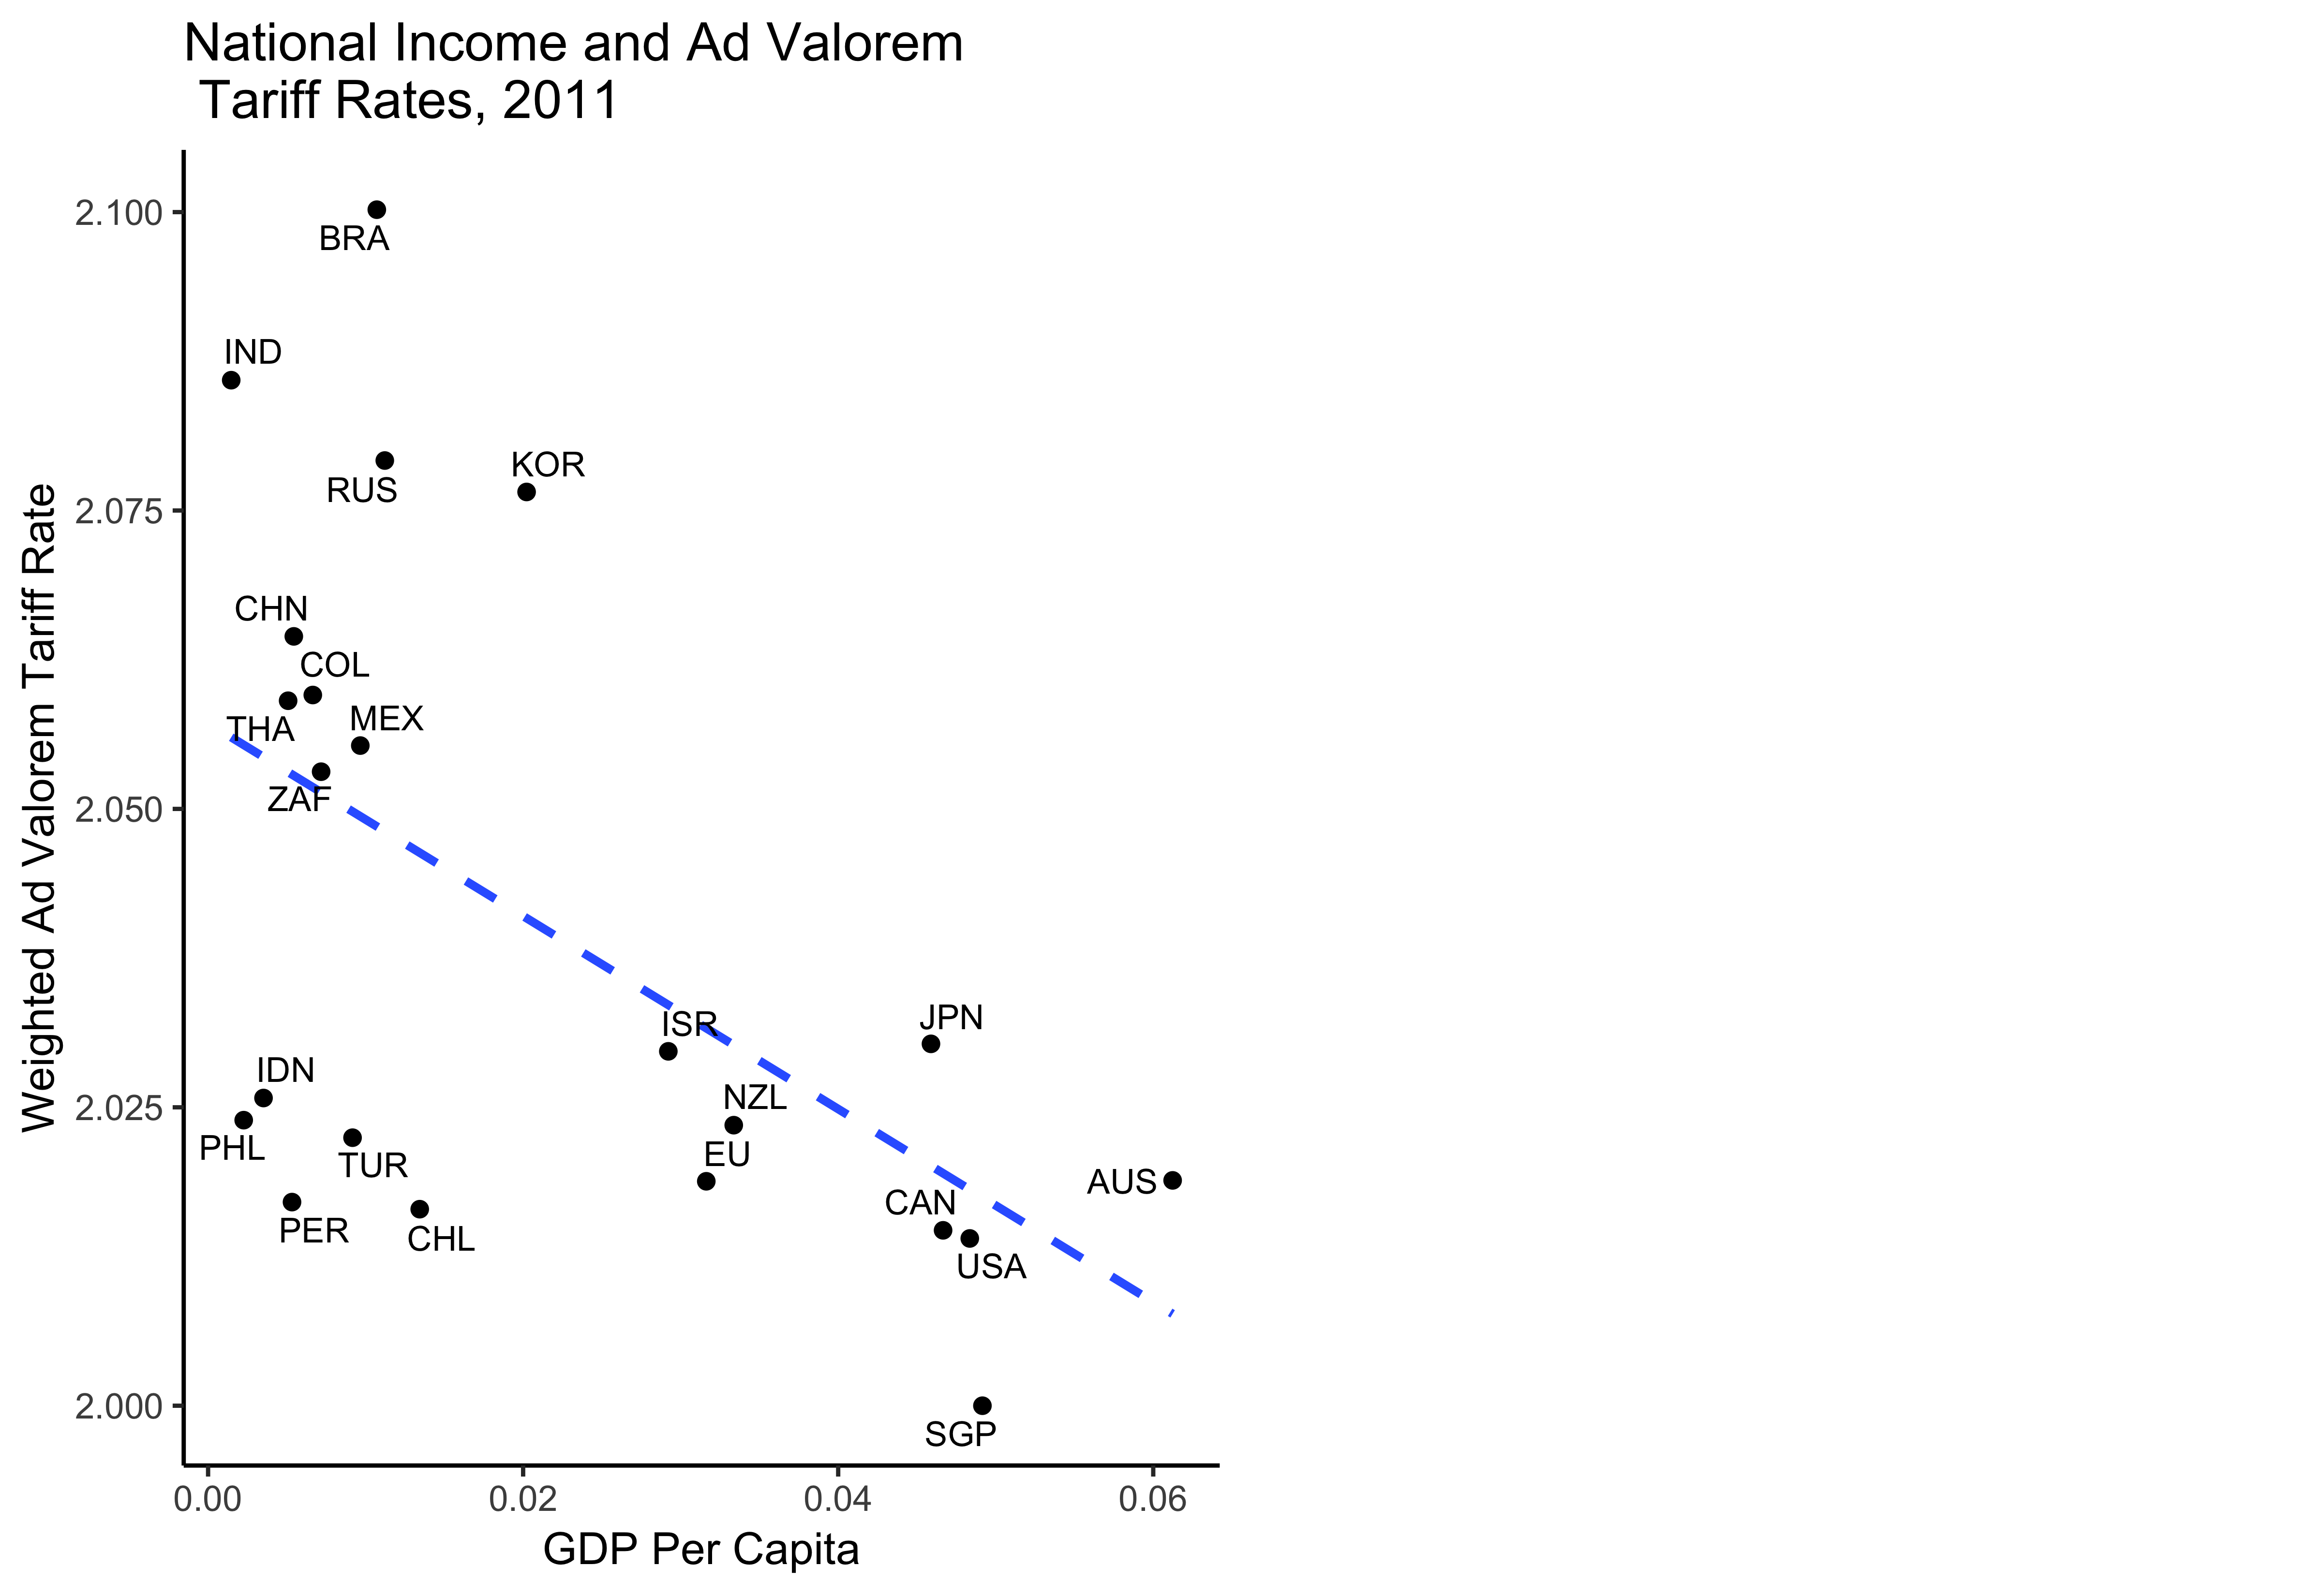 National Income and Ad Valorem
Tariff Rates, 2011
Weighted Ad Valorem Tariff Rate
2.100
2.075
2.050
2.025
2.000
BRA
IND
KOR
RUS
CHN
COL
MEX
THA
ZAF
JPN
ISR
IDN
NZL
PHL
EU
TUR
AUS
CAN
PER
CHL
USA
SGP
0.00
0.02
0.04
0.06
GDP Per Capita